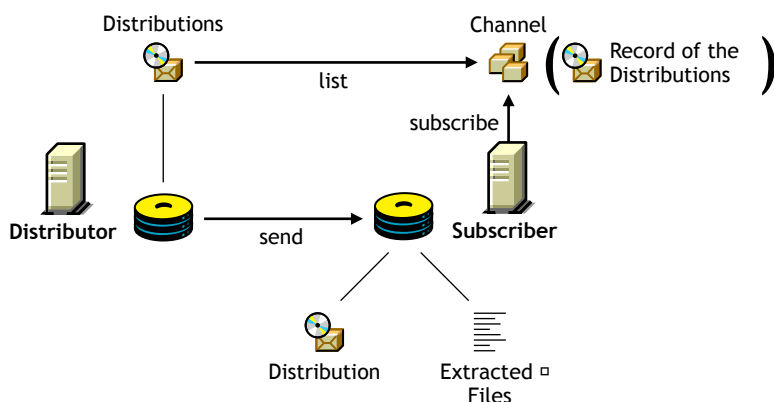 Distributions
Channel
( Record of the )
Distributions
list
subscribe
Distributor
send
Subscriber
Distribution
Extracted □
Files